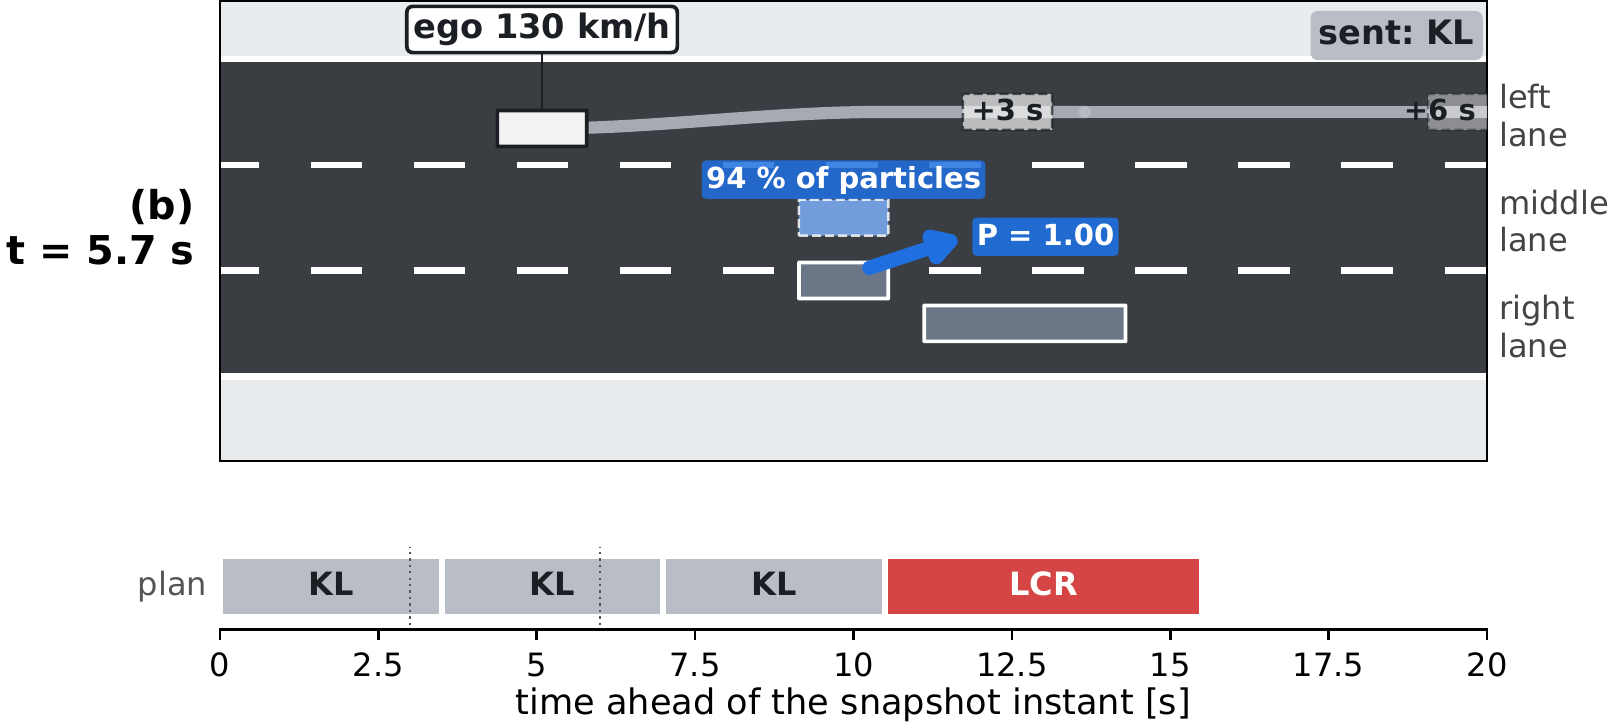 ego 130 km/h
sent: KL
+3 s
+6 s
left
lane
94 % of particles
(b)
t = 5.7 s
P = 1.00
middle
lane
right
lane
plan
KL
KL
KL
LCR
0
2.5
5
7.5
10
12.5
15
17.5
20
time ahead of the snapshot instant [s]